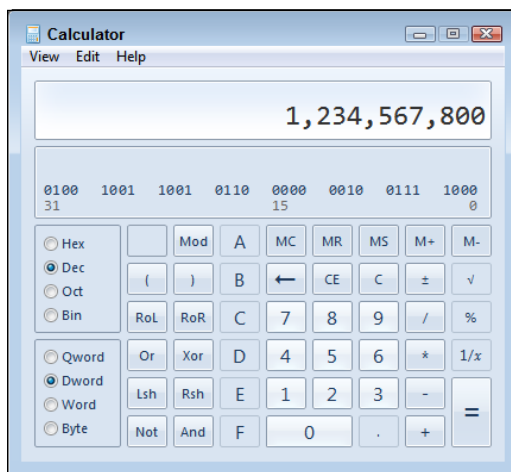 Calculator
View Edit Help
1,234,567,800
0100 1001 1001 0110 0000 0010 0111 1000
31 15 0
Hex Mod A MC MR MS M+ M-
Dec ( ) B ← CE C ± √
Oct
Bin RoL RoR C 7 8 9 / %
Qword Or Xor D 4 5 6 * 1/x
Dword
Word Lsh Rsh E 1 2 3 - =
Byte Not And F 0 . +